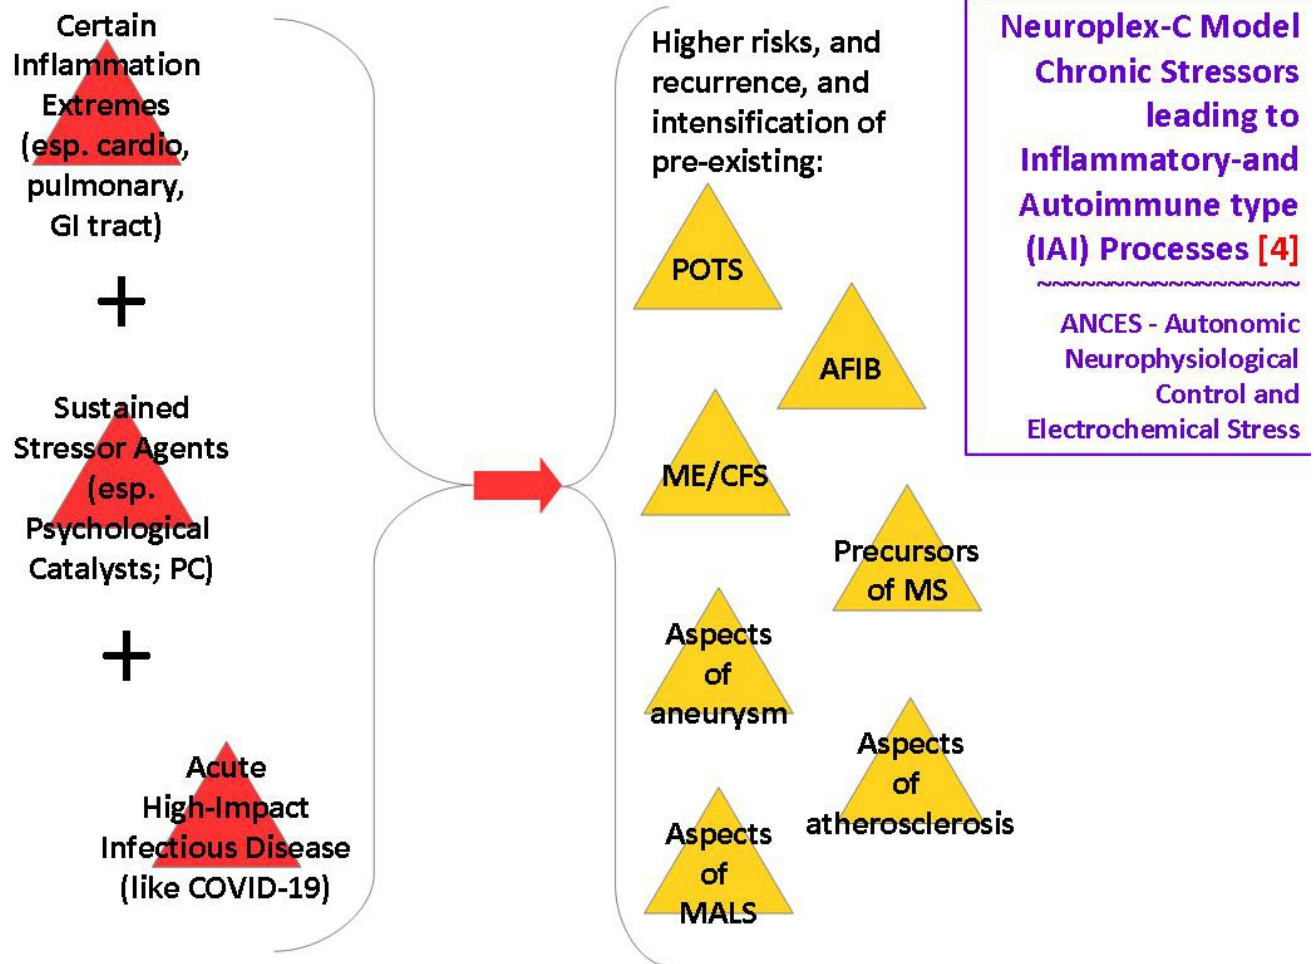 Certain
Inflammation
Extremes
(esp. cardio,
pulmonary,
GI tract)
+
Sustained
Stressor Agents
(esp.
Psychological
Catalysts; PC)
+
Acute
High-Impact
Infectious Disease
(like COVID-19)
Higher risks, and
recurrence, and
intensification of
pre-existing:
POTS
AFIB
ME/CFS
Precursors
of MS
Aspects
of
aneurysm
Aspects
of
atherosclerosis
Aspects
of
MALS
Neuroplex-C Model
Chronic Stressors
leading to
Inflammatory-and
Autoimmune type
(IAI) Processes [4]
~~~~~~~~~~~~~~~~~~~
ANCES - Autonomic
Neurophysiological
Control and
Electrochemical Stress